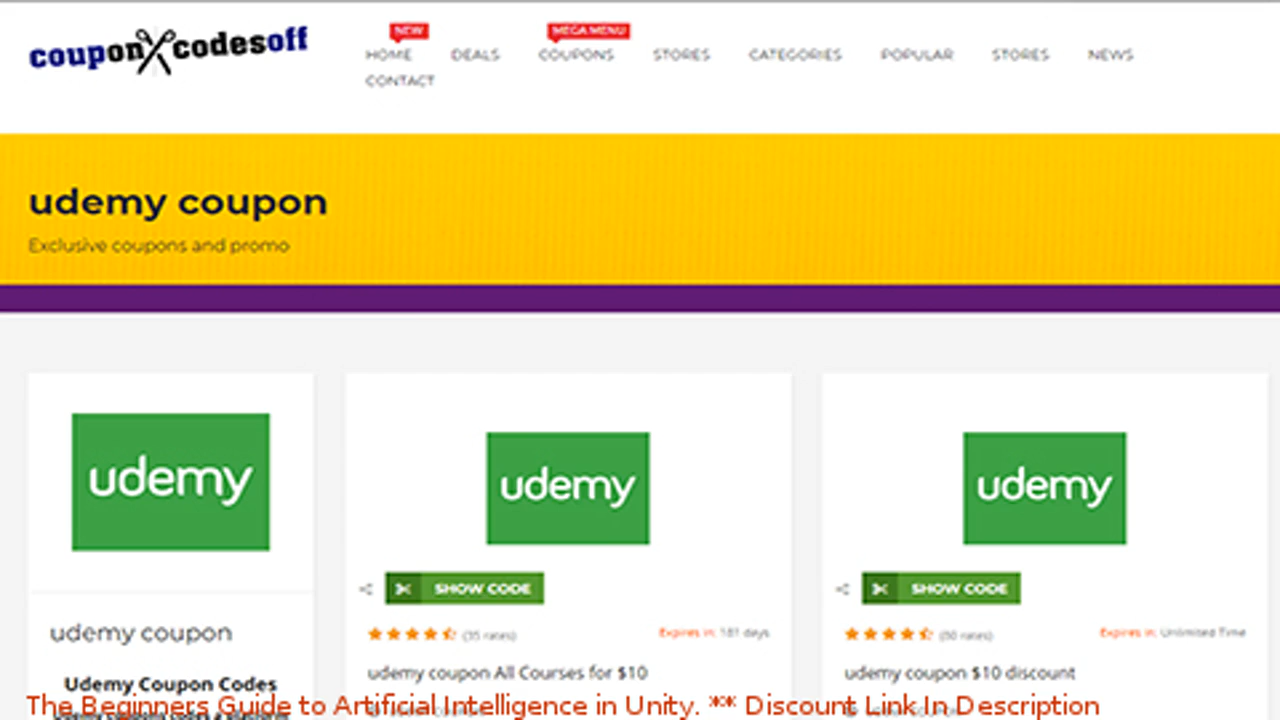 couponcodesoff
NEW
MEGA MENU
HOME DEALS COUPONS STORES CATEGORIES POPULAR STORES NEWS
CONTACT
udemy coupon
Exclusive coupons and promo
udemy
udemy
udemy
SHOW CODE
SHOW CODE
udemy coupon
(35 rates)
Expires in: 181 days
Expires in: Unlimited Time
udemy coupon All Courses for $10
udemy coupon $10 discount
Udemy Coupon Codes
The Beginners Guide to Artificial Intelligence in Unity. ** Discount Link In Description